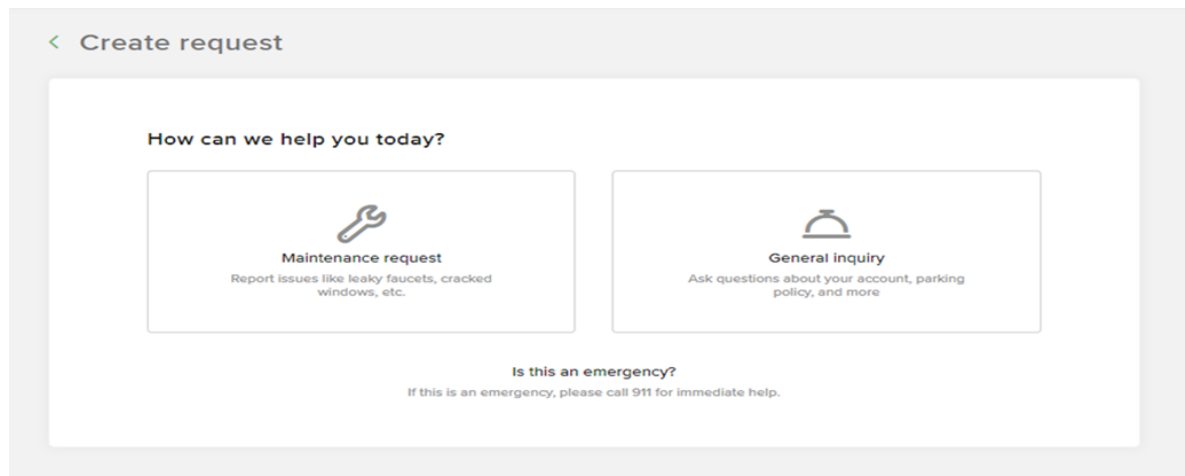 Create request
How can we help you today?
Maintenance request
Report issues like leaky faucets, cracked
windows, etc.
General inquiry
Ask questions about your account, parking
policy, and more
Is this an emergency?
If this is an emergency, please call 911 for immediate help.